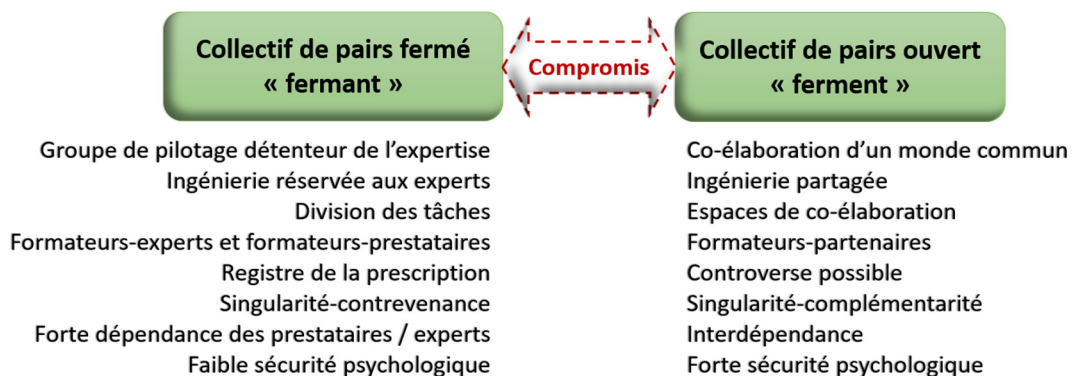 Collectif de pairs fermé
« fermant »
Compromis
Collectif de pairs ouvert
« ferment »
Groupe de pilotage détenteur de l’expertise
Ingénierie réservée aux experts
Division des tâches
Formateurs-experts et formateurs-prestataires
Registre de la prescription
Singularité-contrevenance
Forte dépendance des prestataires / experts
Faible sécurité psychologique
Co-élaboration d’un monde commun
Ingénierie partagée
Espaces de co-élaboration
Formateurs-partenaires
Controverse possible
Singularité-complémentarité
Interdépendance
Forte sécurité psychologique